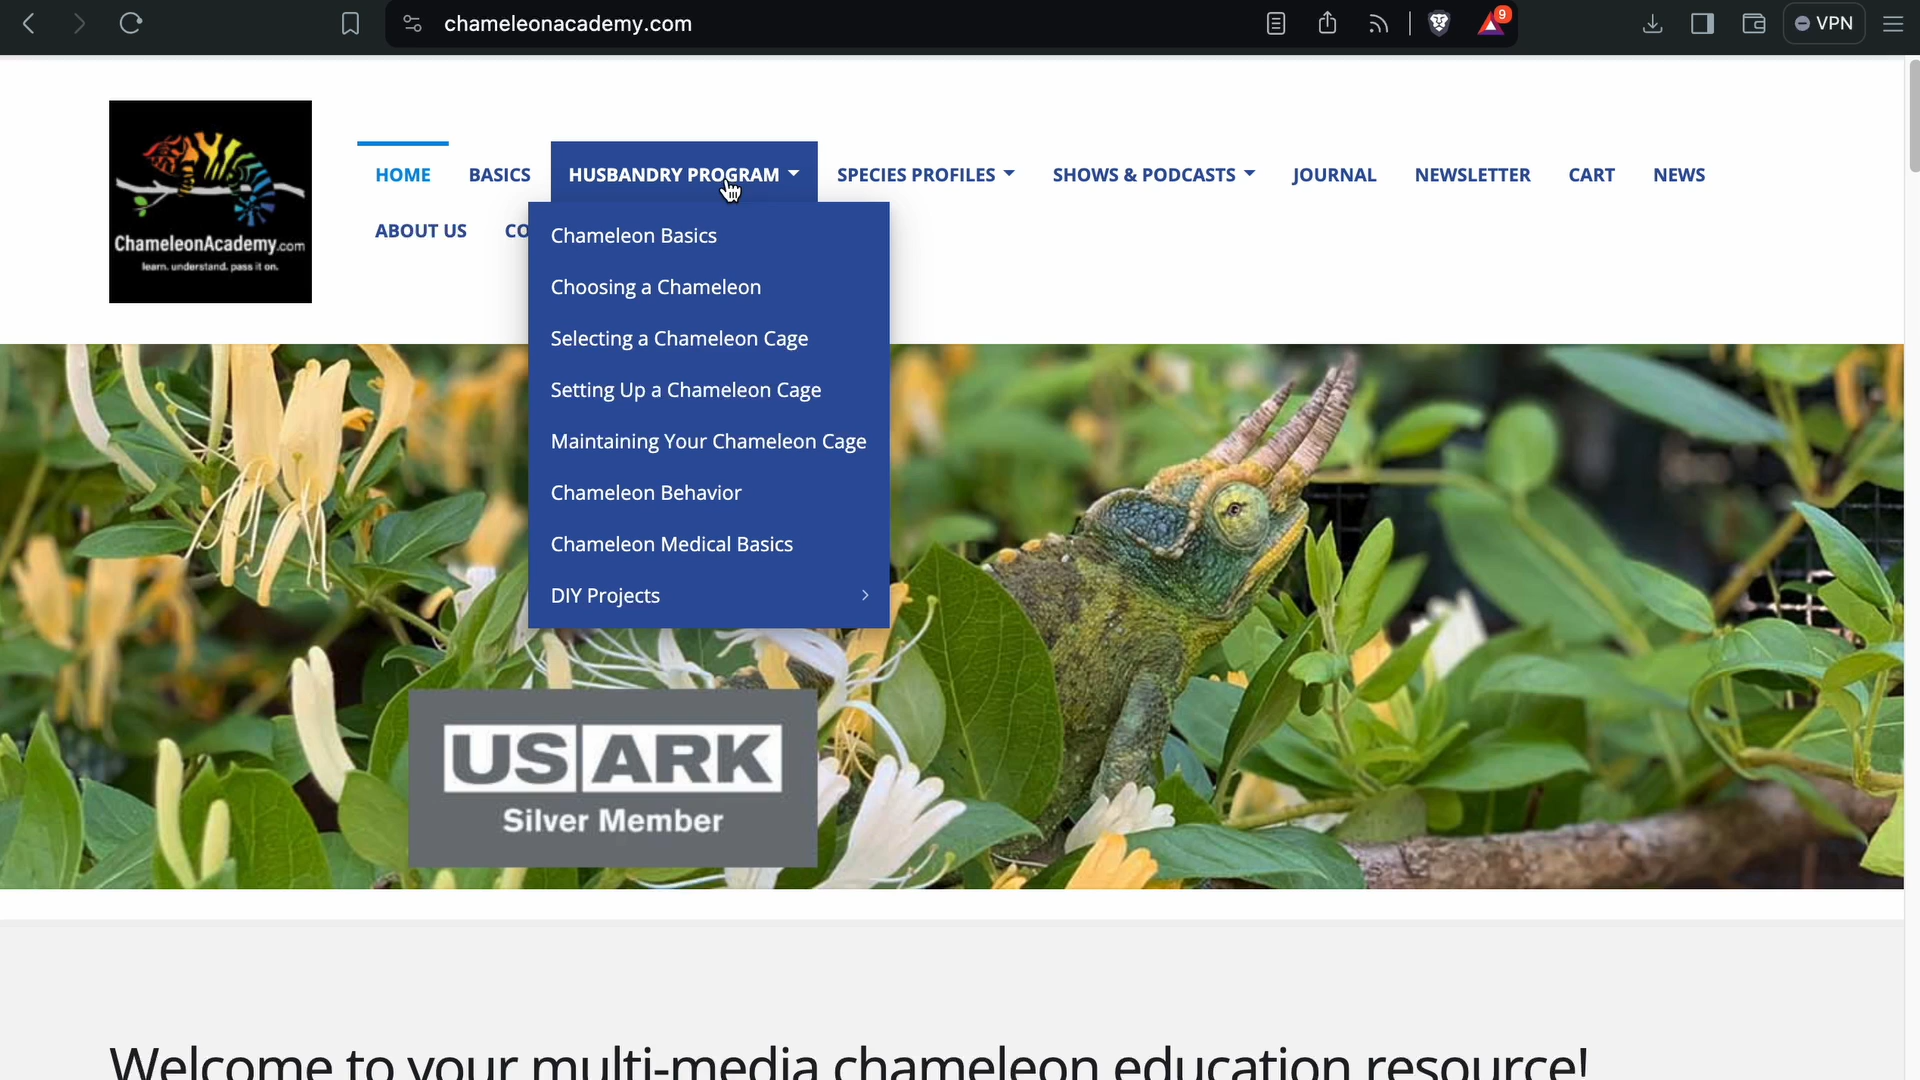 chameleonacademy.com
9
VPN
ChameleonAcademy.com
learn. understand. pass it on.
HOME
BASICS
HUSBANDRY PROGRAM
SPECIES PROFILES
SHOWS & PODCASTS
JOURNAL
NEWSLETTER
CART
NEWS
ABOUT US
CO
Chameleon Basics
Choosing a Chameleon
Selecting a Chameleon Cage
Setting Up a Chameleon Cage
Maintaining Your Chameleon Cage
Chameleon Behavior
Chameleon Medical Basics
DIY Projects
US ARK
Silver Member
Welcome to your multi-media chameleon education resource!